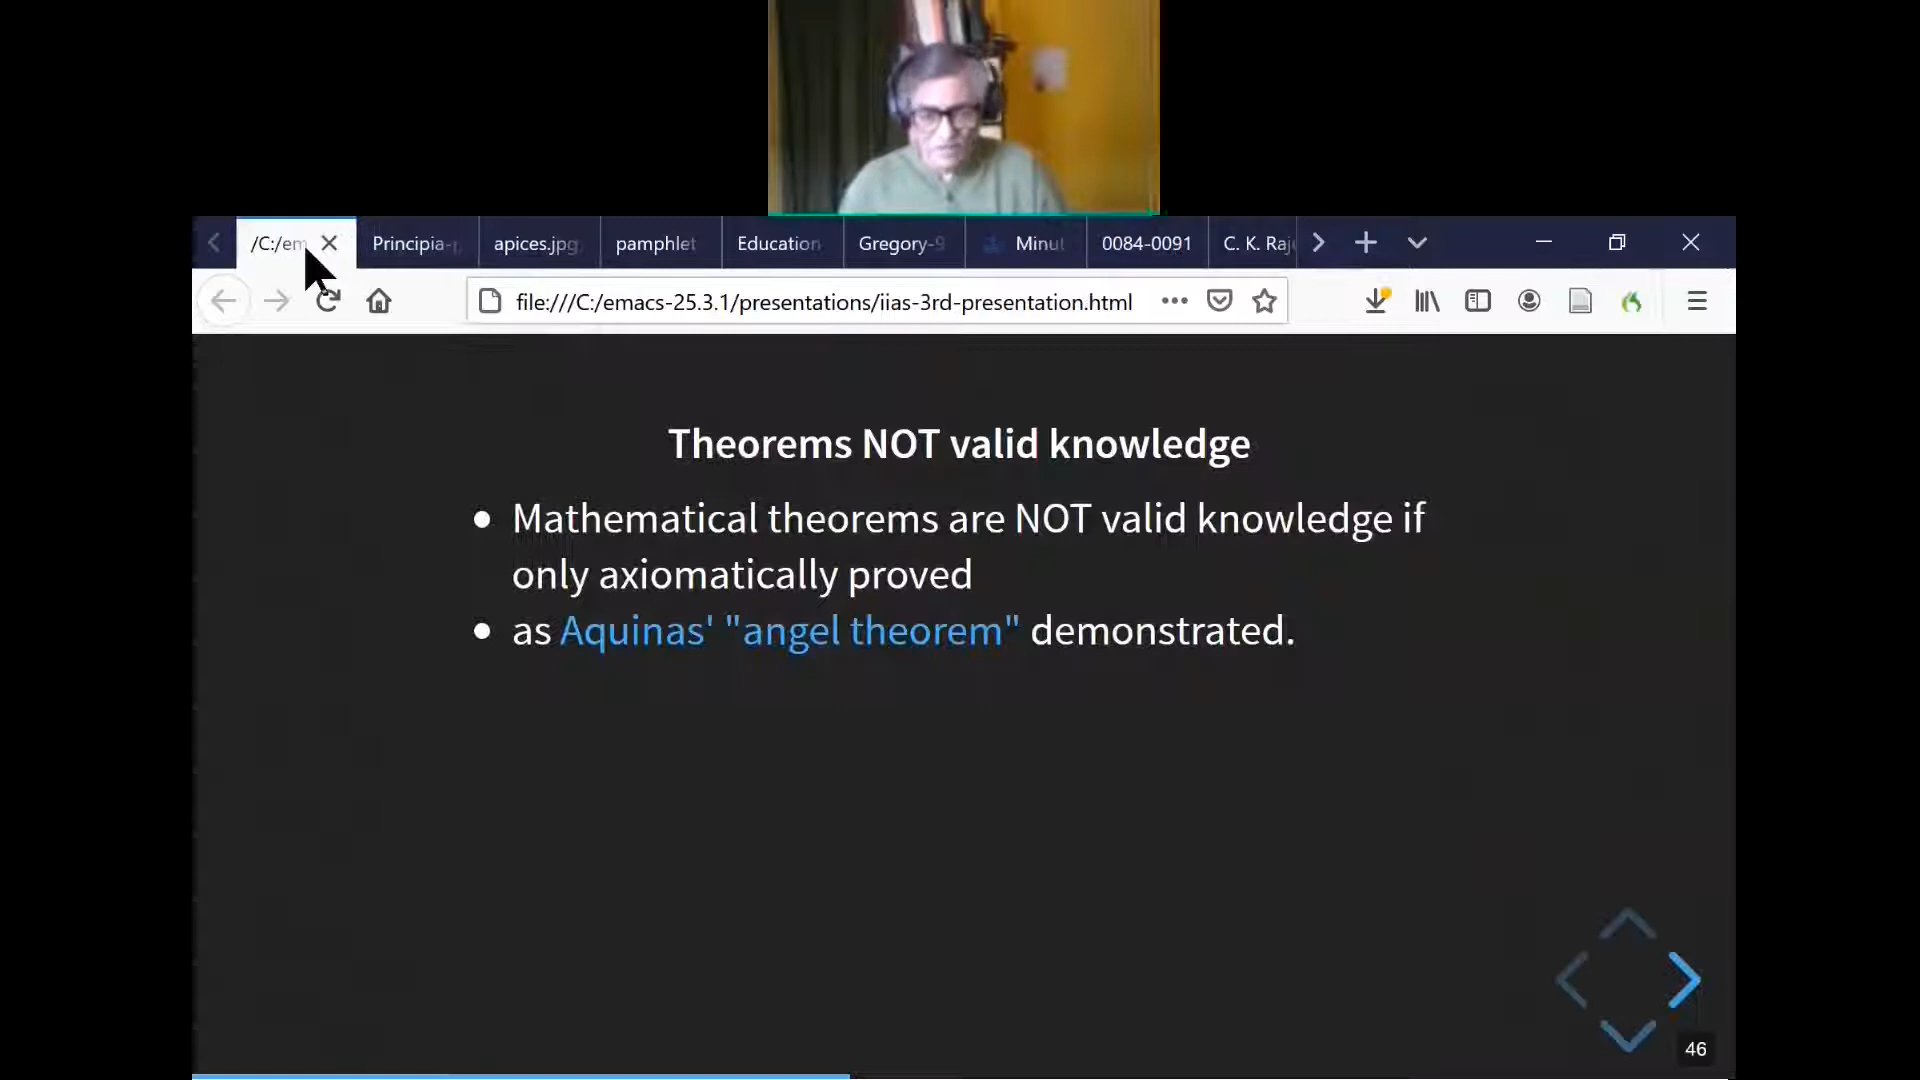 /C:/em
Principia-p
apices.jpg
pamphlet
Education
Gregory-9
Minut
0084-0091
C. K. Raju
file:///C:/emacs-25.3.1/presentations/iias-3rd-presentation.html
Theorems NOT valid knowledge
Mathematical theorems are NOT valid knowledge if
only axiomatically proved
as Aquinas' "angel theorem" demonstrated.
46